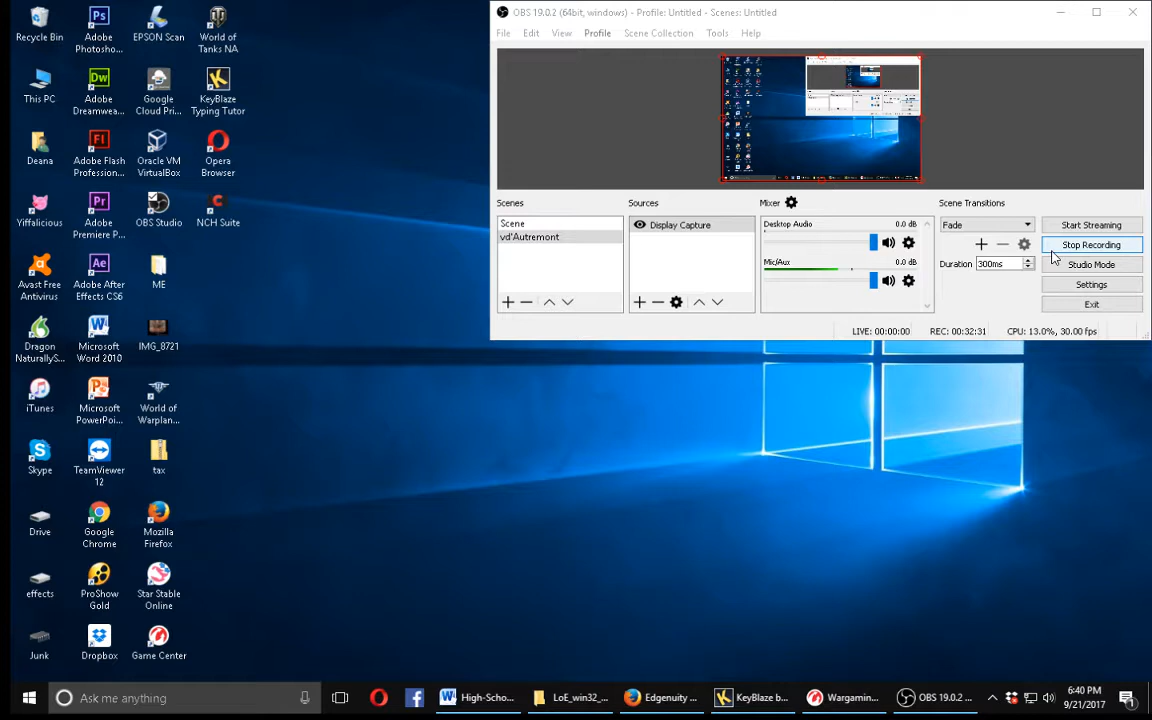 OBS 19.0.2 (64bit, windows) - Profile: Untitled - Scenes: Untitled
File Edit View Profile Scene Collection Tools Help
Scenes
Scene
vd'Autremont
Sources
Display Capture
Mixer
Desktop Audio 0.0 dB
Mic/Aux 0.0 dB
Scene Transitions
Fade
Duration 300ms
Start Streaming
Stop Recording
Studio Mode
Settings
Exit
LIVE: 00:00:00 REC: 00:32:31 CPU: 13.0%, 30.00 fps
Recycle Bin
Adobe Photosho...
EPSON Scan
World of Tanks NA
This PC
Adobe Dreamwea...
Google Cloud Pri...
KeyBlaze Typing Tutor
Deana
Adobe Flash Profession...
Oracle VM VirtualBox
Opera Browser
Yiffalicious
Adobe Premiere P...
OBS Studio
NCH Suite
Avast Free Antivirus
Adobe After Effects CS6
ME
Dragon NaturallyS...
Microsoft Word 2010
IMG_8721
iTunes
Microsoft PowerPoi...
World of Warplan...
Skype
TeamViewer 12
tax
Drive
Google Chrome
Mozilla Firefox
effects
ProShow Gold
Star Stable Online
Junk
Dropbox
Game Center
Ask me anything
High-Scho...
LoE_win32_...
Edgenuity ...
KeyBlaze b...
Wargamin...
OBS 19.0.2 ...
6:40 PM
9/21/2017
1